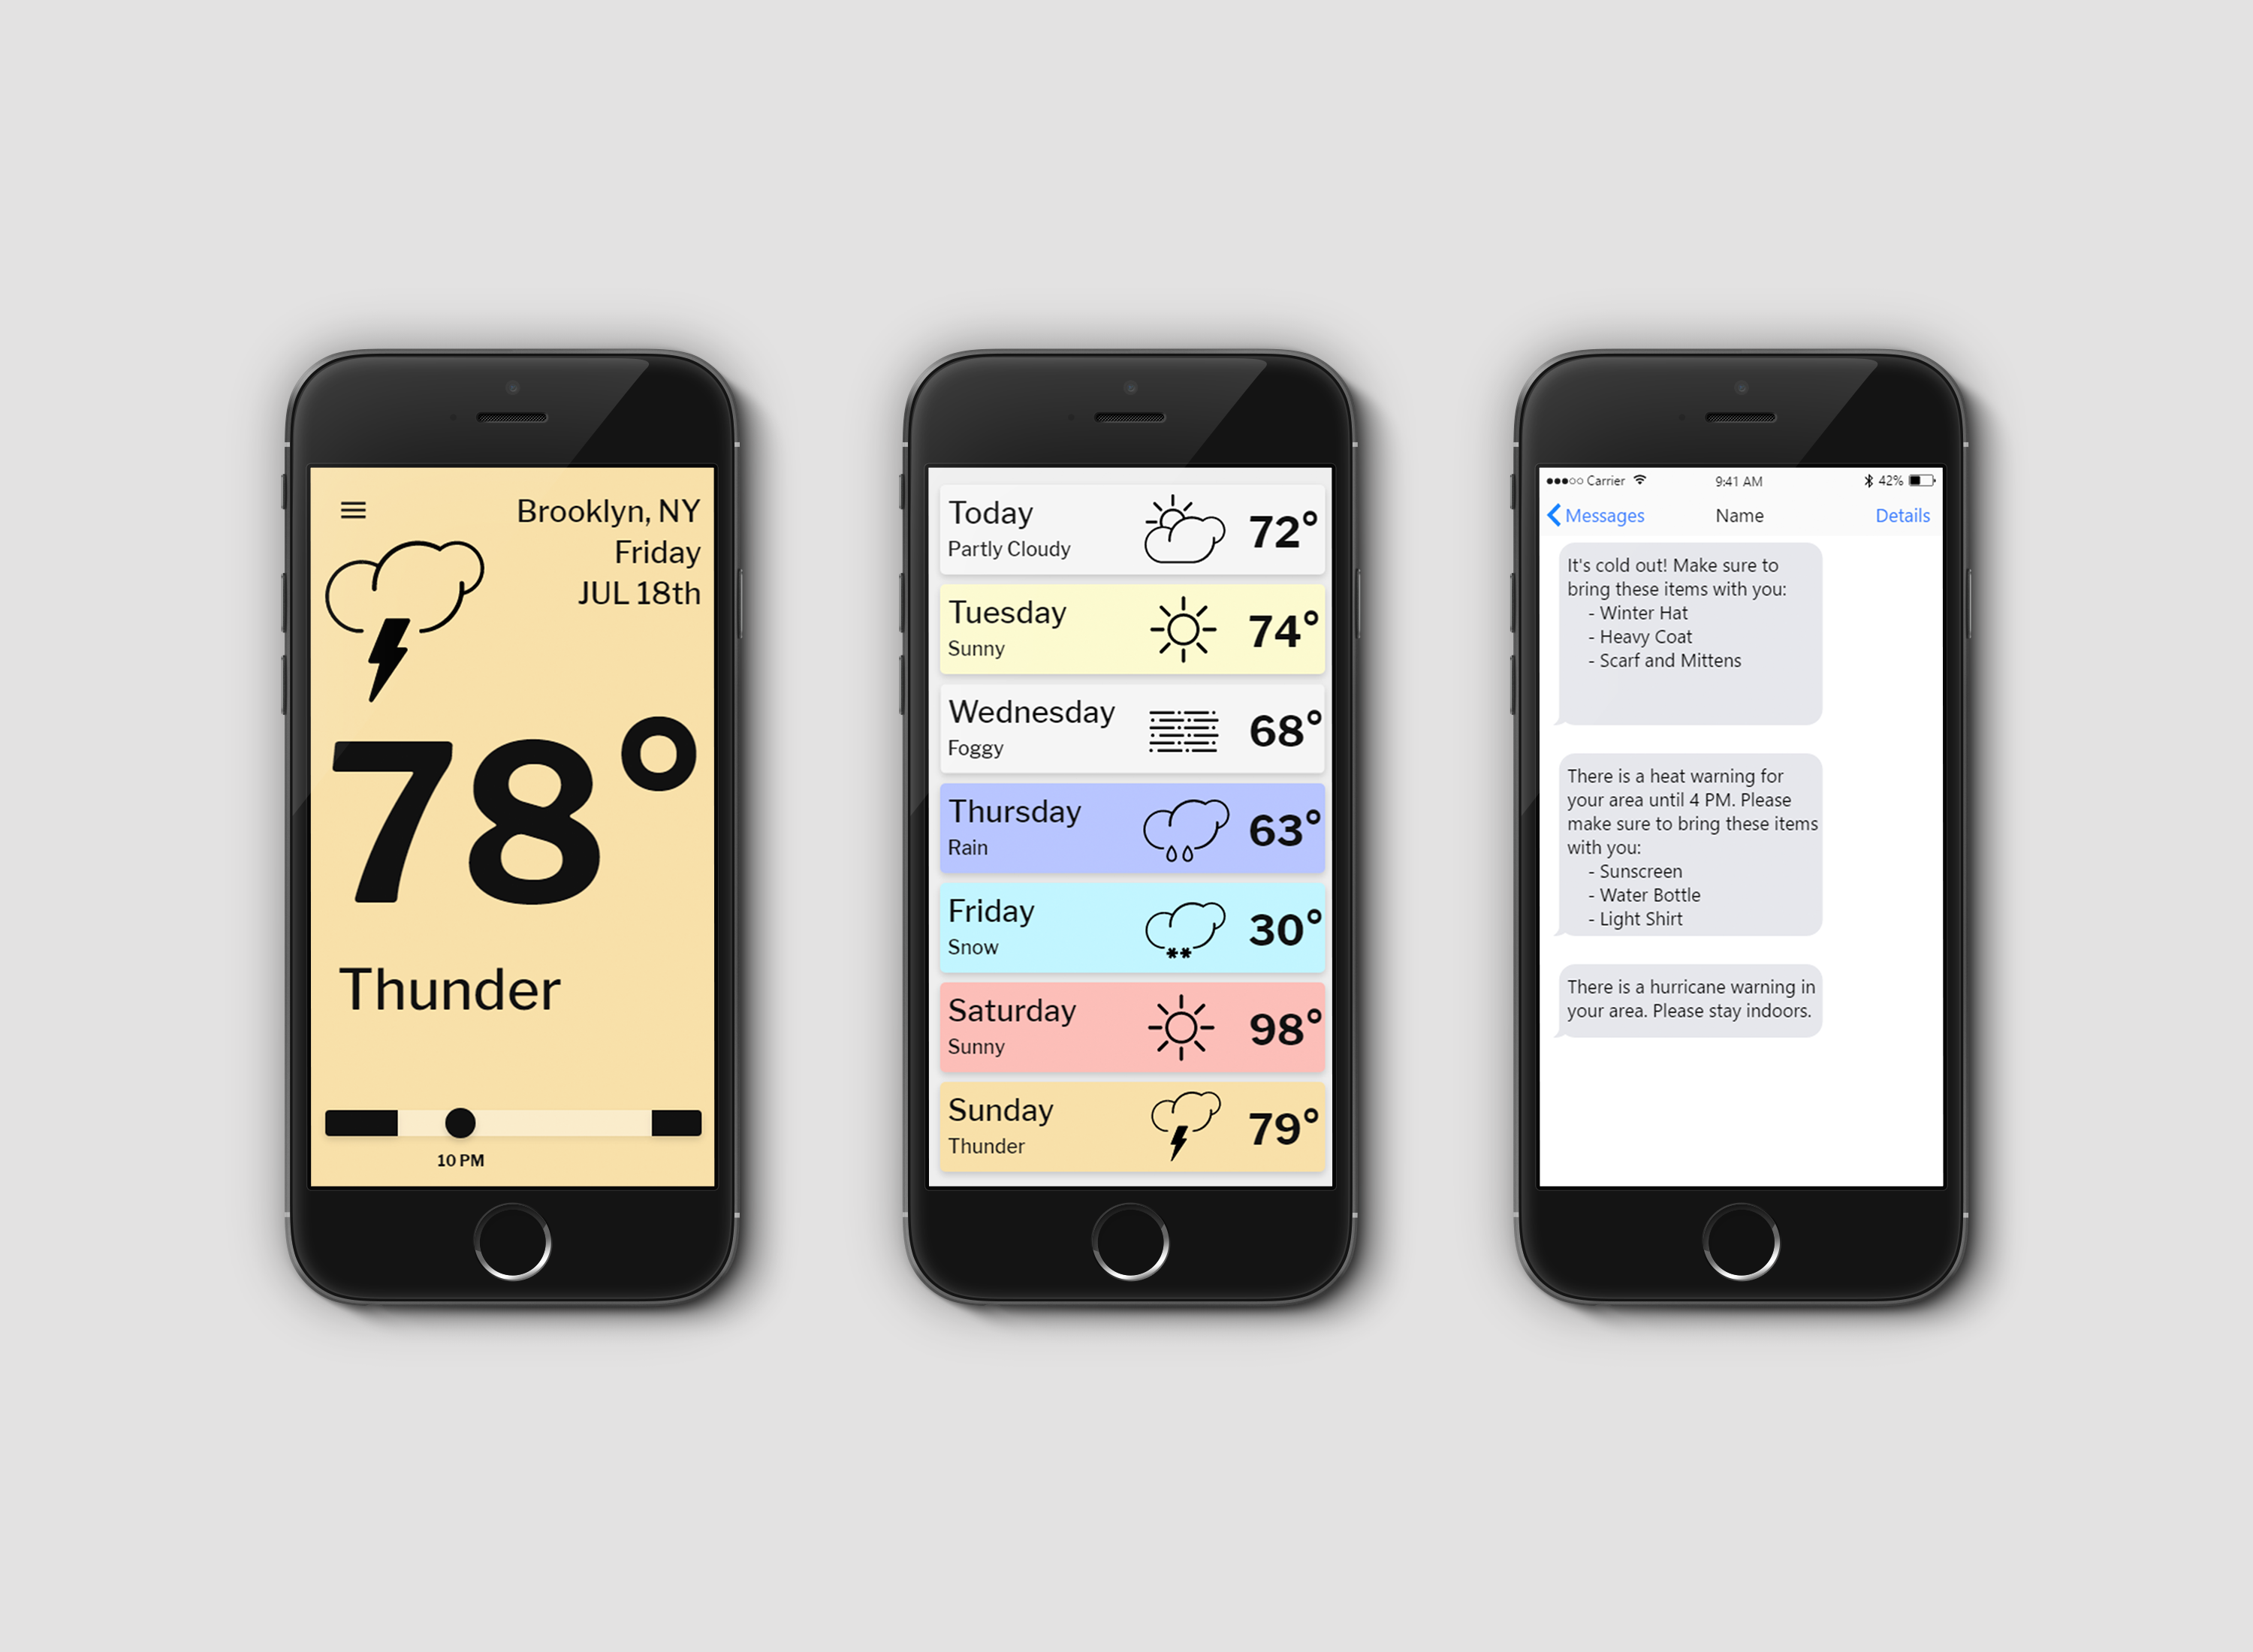 Brooklyn, NY
Friday
JUL 18th
78°
Thunder
10 PM
Today
Partly Cloudy
72°
Tuesday
Sunny
74°
Wednesday
Foggy
68°
Thursday
Rain
63°
Friday
Snow
30°
Saturday
Sunny
98°
Sunday
Thunder
79°
Carrier 9:41 AM 42%
Messages Name Details
It's cold out! Make sure to
bring these items with you:
- Winter Hat
- Heavy Coat
- Scarf and Mittens
There is a heat warning for
your area until 4 PM. Please
make sure to bring these items
with you:
- Sunscreen
- Water Bottle
- Light Shirt
There is a hurricane warning in
your area. Please stay indoors.